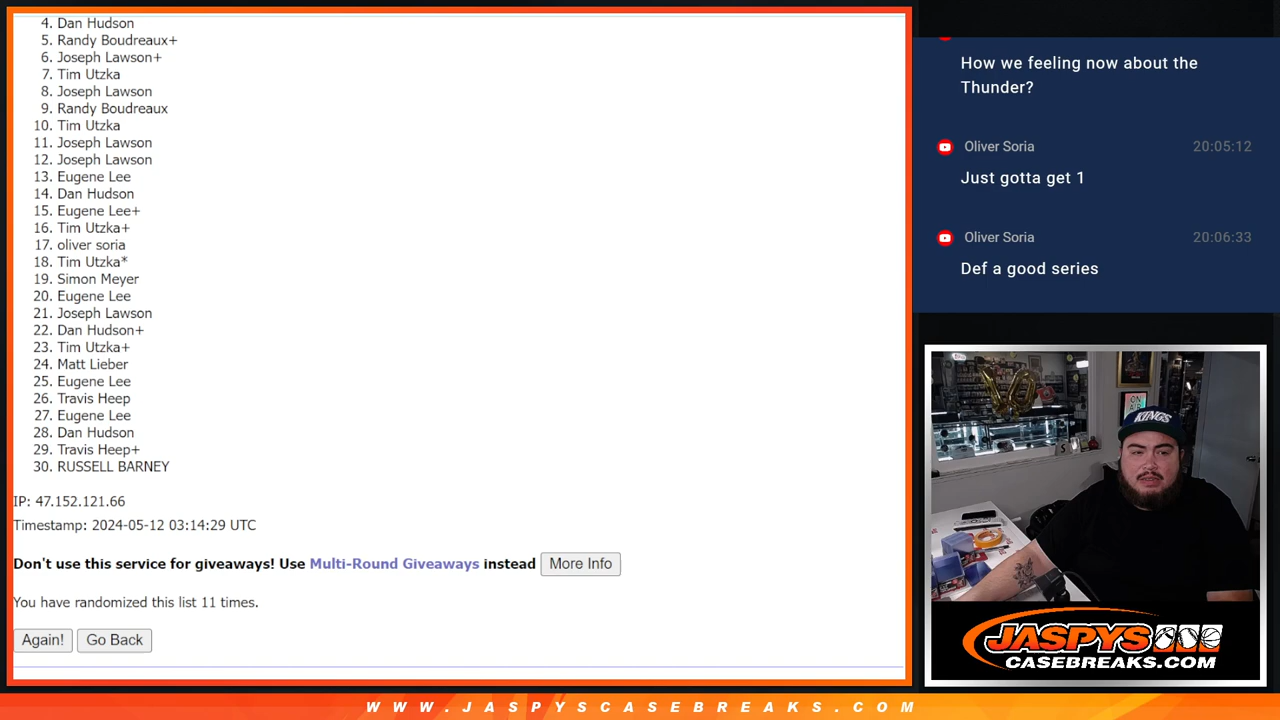 4. Dan Hudson
5. Randy Boudreaux+
6. Joseph Lawson+
7. Tim Utzka
8. Joseph Lawson
9. Randy Boudreaux
10. Tim Utzka
11. Joseph Lawson
12. Joseph Lawson
13. Eugene Lee
14. Dan Hudson
15. Eugene Lee+
16. Tim Utzka+
17. oliver soria
18. Tim Utzka*
19. Simon Meyer
20. Eugene Lee
21. Joseph Lawson
22. Dan Hudson+
23. Tim Utzka+
24. Matt Lieber
25. Eugene Lee
26. Travis Heep
27. Eugene Lee
28. Dan Hudson
29. Travis Heep+
30. RUSSELL BARNEY
IP: 47.152.121.66
Timestamp: 2024-05-12 03:14:29 UTC
Don't use this service for giveaways! Use Multi-Round Giveaways instead More Info
You have randomized this list 11 times.
Again! Go Back
How we feeling now about the
Thunder?
Oliver Soria 20:05:12
Just gotta get 1
Oliver Soria 20:06:33
Def a good series
ON
AIR
KINGS
JASPYS
CASEBREAKS.COM
WWW.JASPYSCASEBREAKS.COM